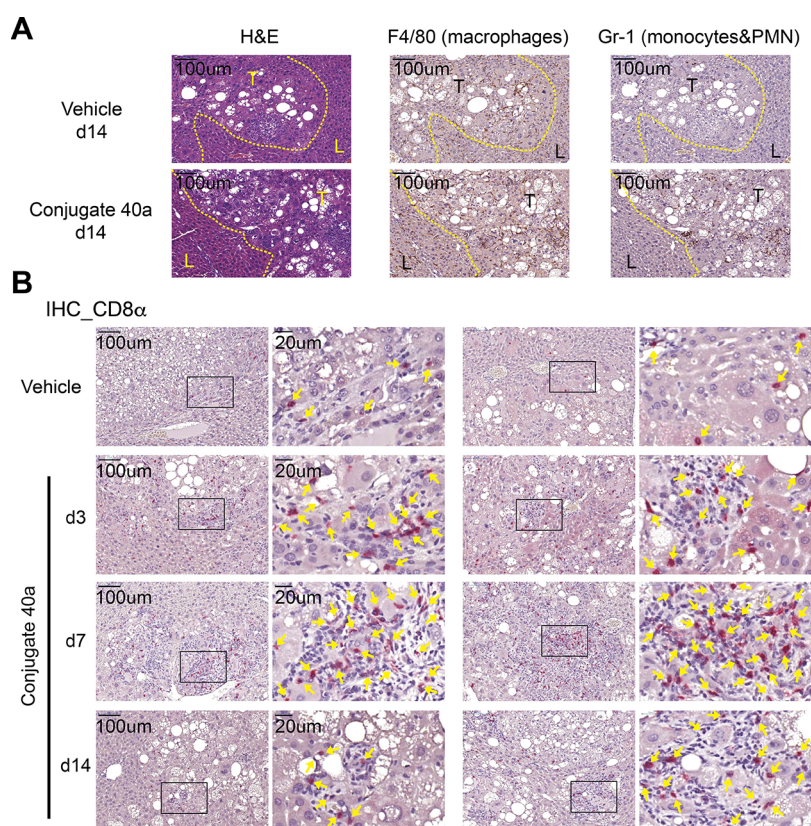 A
H&E
F4/80 (macrophages)
Gr-1 (monocytes&PMN)
Vehicle
d14
100um
T
L
100um
T
L
100um
T
L
Conjugate 40a
d14
100um
T
L
100um
T
L
100um
T
L
B
IHC_CD8α
Vehicle
100um
20um
Conjugate 40a
d3
100um
20um
d7
100um
20um
d14
100um
20um